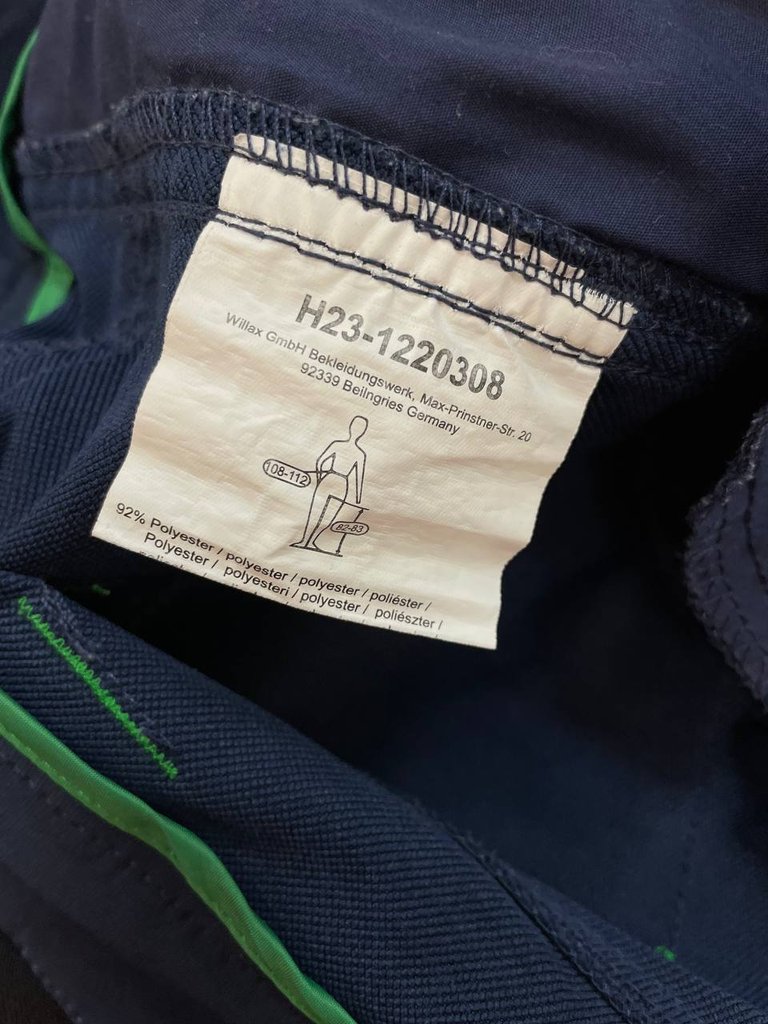 H23-1220308
Willax GmbH Bekleidungswerk, Max-Prinstner-Str. 20
92339 Beilngries Germany
108-112
82-83
92% Polyester / polyester / polyester / poliéster /
Polyester / polyesteri / polyester / poliészter /